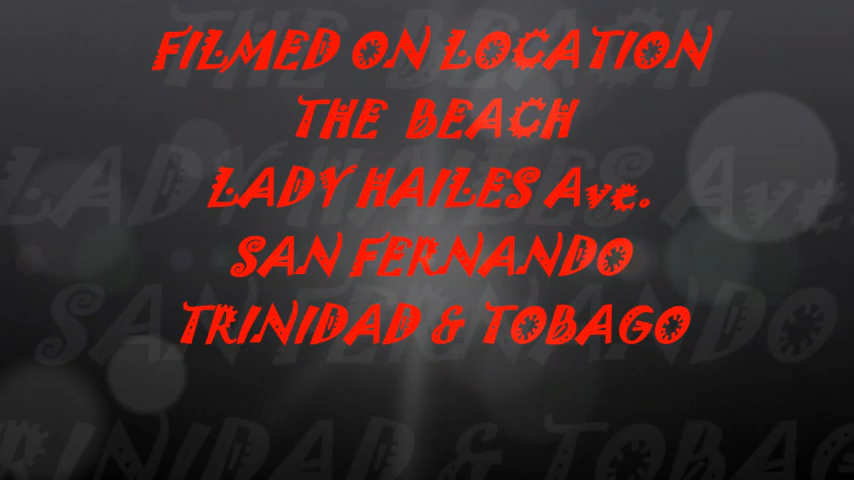 FILMED ON LOCATION
THE BEACH
LADY HAILES Ave.
SAN FERNANDO
TRINIDAD & TOBAGO